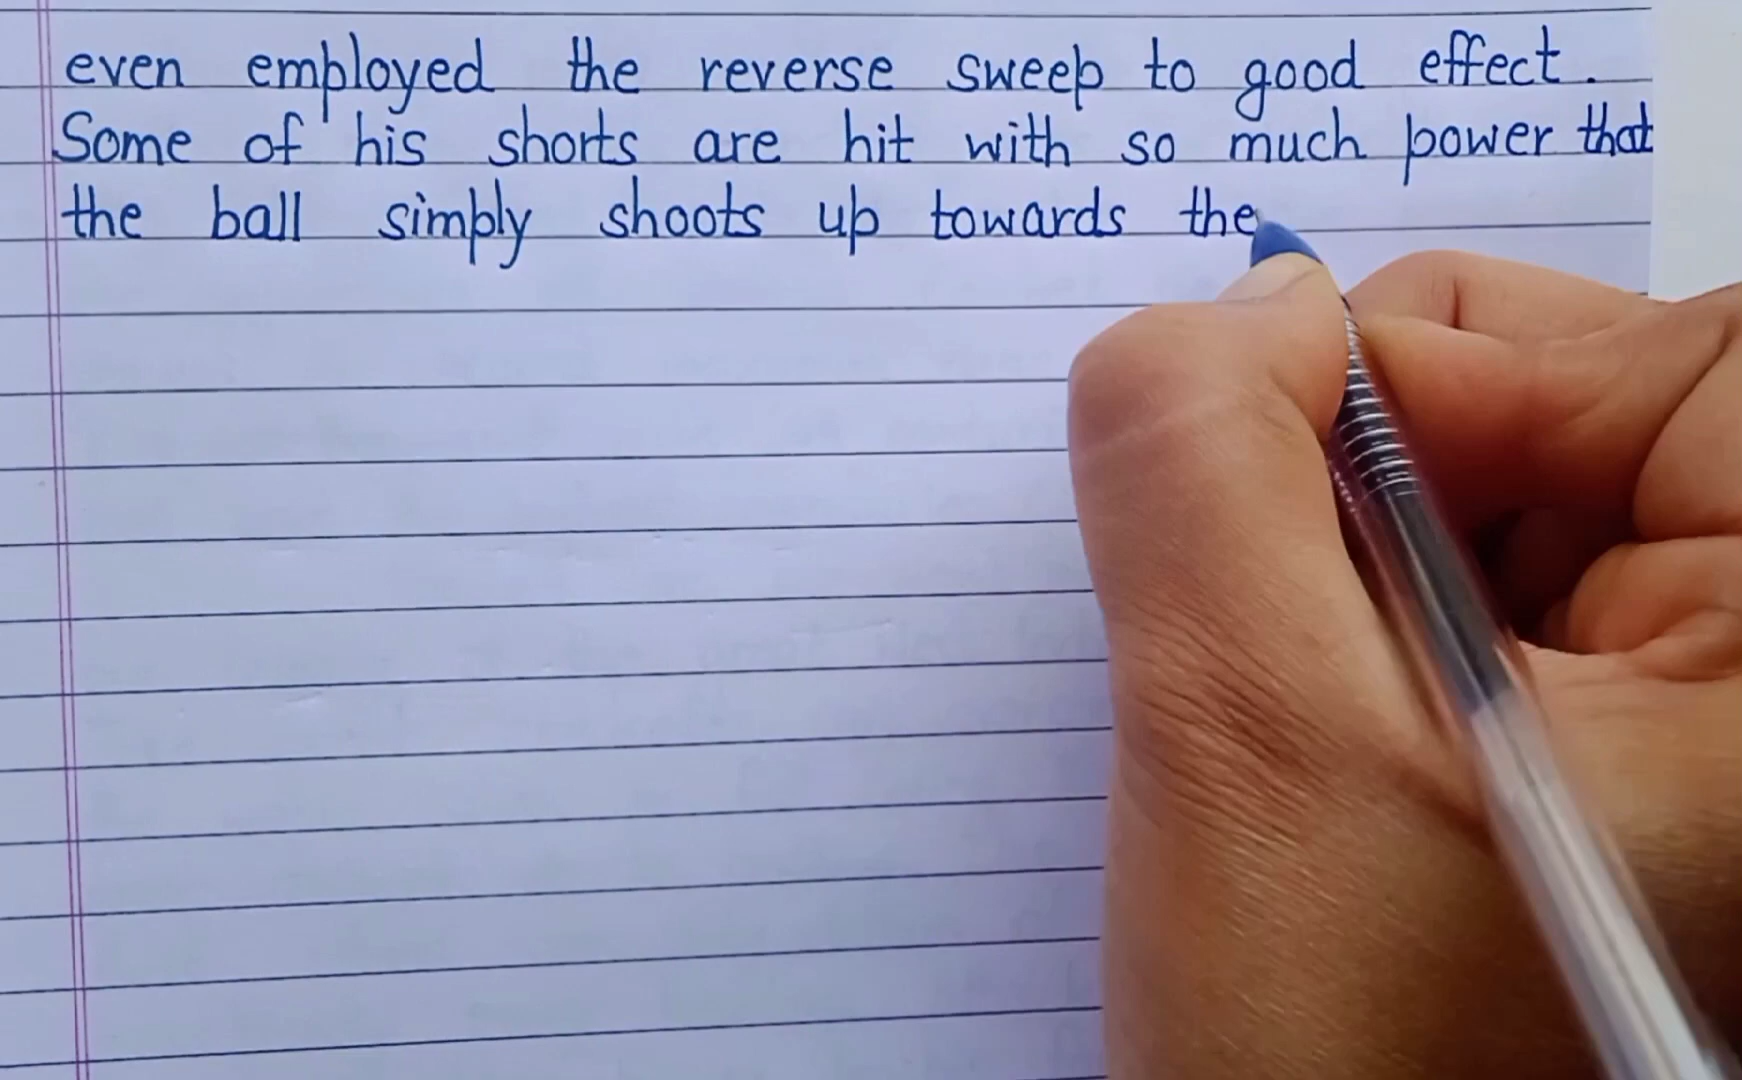 even employed the reverse sweep to good effect.
Some of his shorts are hit with so much power that
the ball simply shoots up towards the